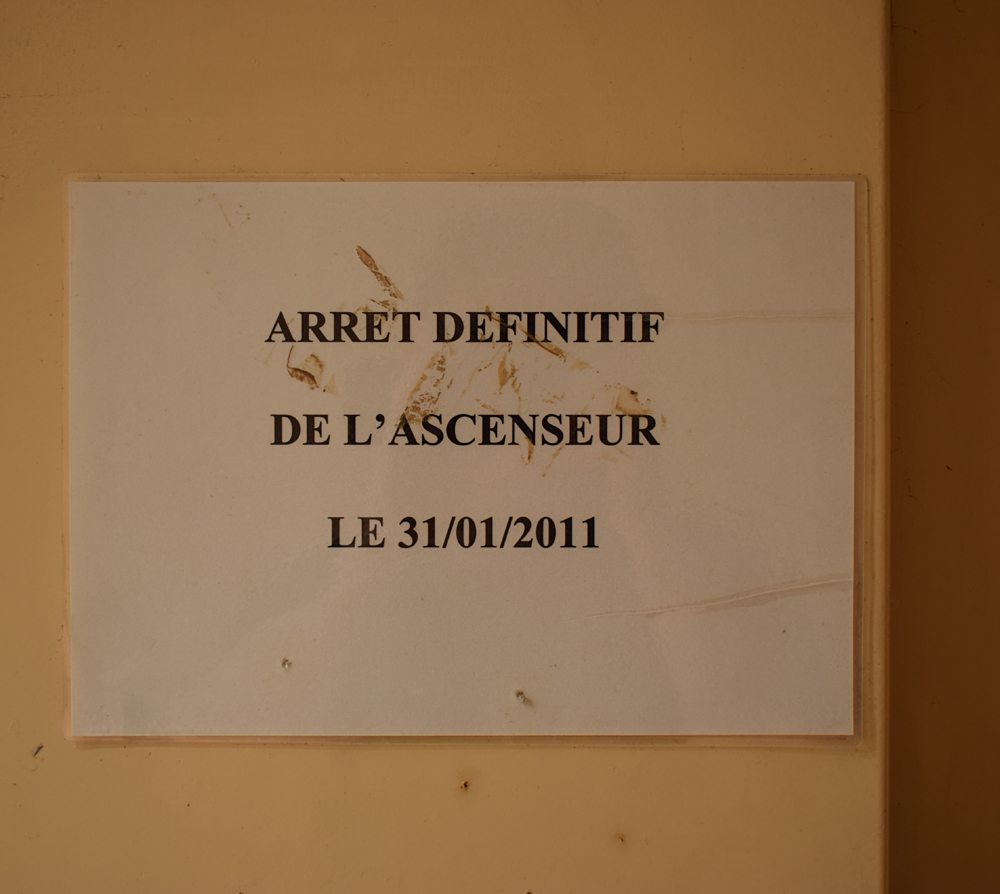 ARRET DEFINITIF
DE L’ASCENSEUR
LE 31/01/2011